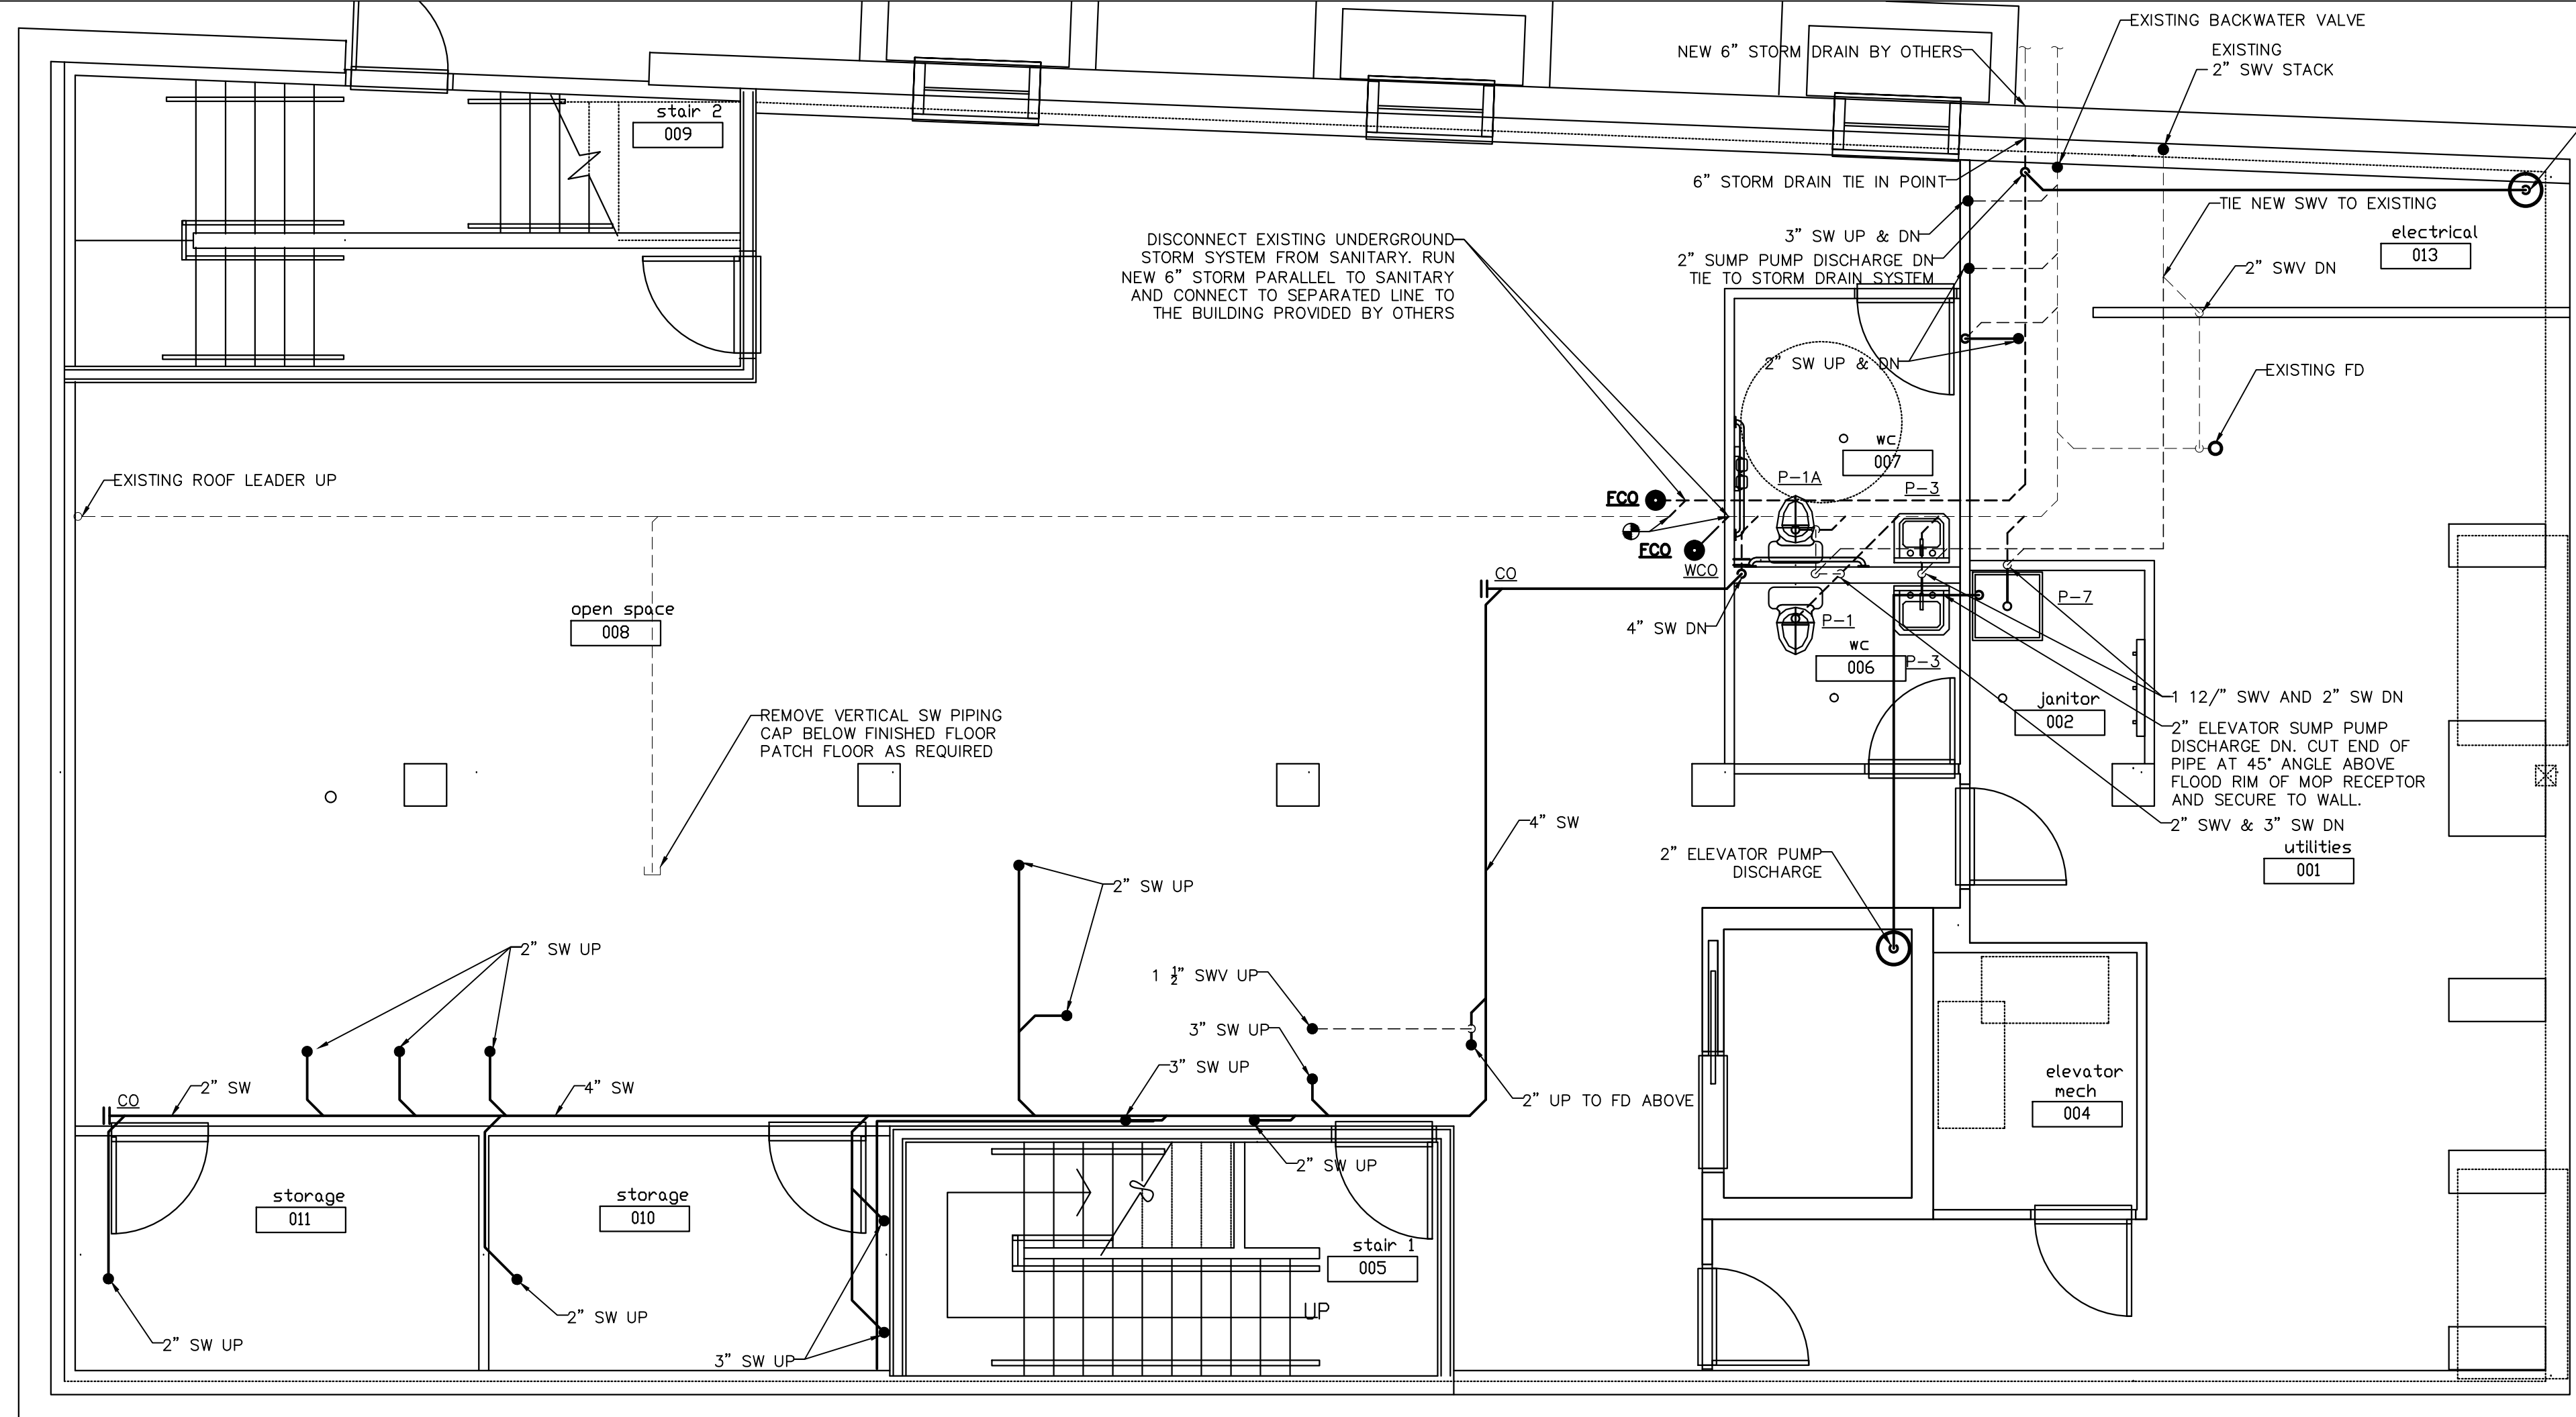 EXISTING BACKWATER VALVE
NEW 6" STORM DRAIN BY OTHERS
EXISTING
2" SWV STACK
stair 2
009
6" STORM DRAIN TIE IN POINT
TIE NEW SWV TO EXISTING
DISCONNECT EXISTING UNDERGROUND
STORM SYSTEM FROM SANITARY. RUN
NEW 6" STORM PARALLEL TO SANITARY
AND CONNECT TO SEPARATED LINE TO
THE BUILDING PROVIDED BY OTHERS
3" SW UP & DN
2" SUMP PUMP DISCHARGE DN
TIE TO STORM DRAIN SYSTEM
electrical
013
2" SWV DN
2" SW UP & DN
EXISTING FD
EXISTING ROOF LEADER UP
wc
007
P-1A
P-3
FCO
FCO
WCO
CO
open space
008
4" SW DN
P-1
wc
006
P-3
P-7
janitor
002
1 12/" SWV AND 2" SW DN
2" ELEVATOR SUMP PUMP
DISCHARGE DN. CUT END OF
PIPE AT 45° ANGLE ABOVE
FLOOD RIM OF MOP RECEPTOR
AND SECURE TO WALL.
2" SWV & 3" SW DN
REMOVE VERTICAL SW PIPING
CAP BELOW FINISHED FLOOR
PATCH FLOOR AS REQUIRED
4" SW
utilities
001
2" ELEVATOR PUMP
DISCHARGE
2" SW UP
2" SW UP
1 ½" SWV UP
3" SW UP
3" SW UP
2" UP TO FD ABOVE
elevator
mech
004
CO
2" SW
4" SW
2" SW UP
storage
011
storage
010
stair 1
005
UP
2" SW UP
2" SW UP
3" SW UP